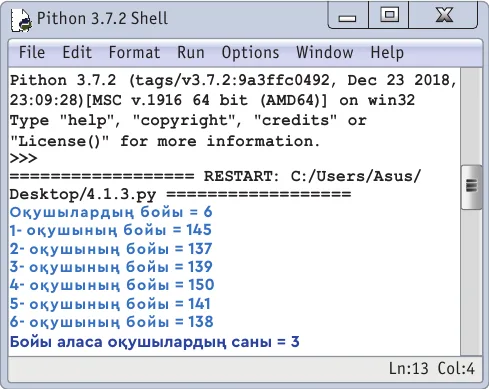 Pithon 3.7.2 Shell
File Edit Format Run Options Window Help
Pithon 3.7.2 (tags/v3.7.2:9a3ffc0492, Dec 23 2018,
23:09:28)[MSC v.1916 64 bit (AMD64)] on win32
Type "help", "copyright", "credits" or
"License()" for more information.
>>>
================== RESTART: C:/Users/Asus/
Desktop/4.1.3.py ==================
Оқушылардың бойы = 6
1- оқушының бойы = 145
2- оқушының бойы = 137
3- оқушының бойы = 139
4- оқушының бойы = 150
5- оқушының бойы = 141
6- оқушының бойы = 138
Бойы аласа оқушылардың саны = 3
Ln:13 Col:4